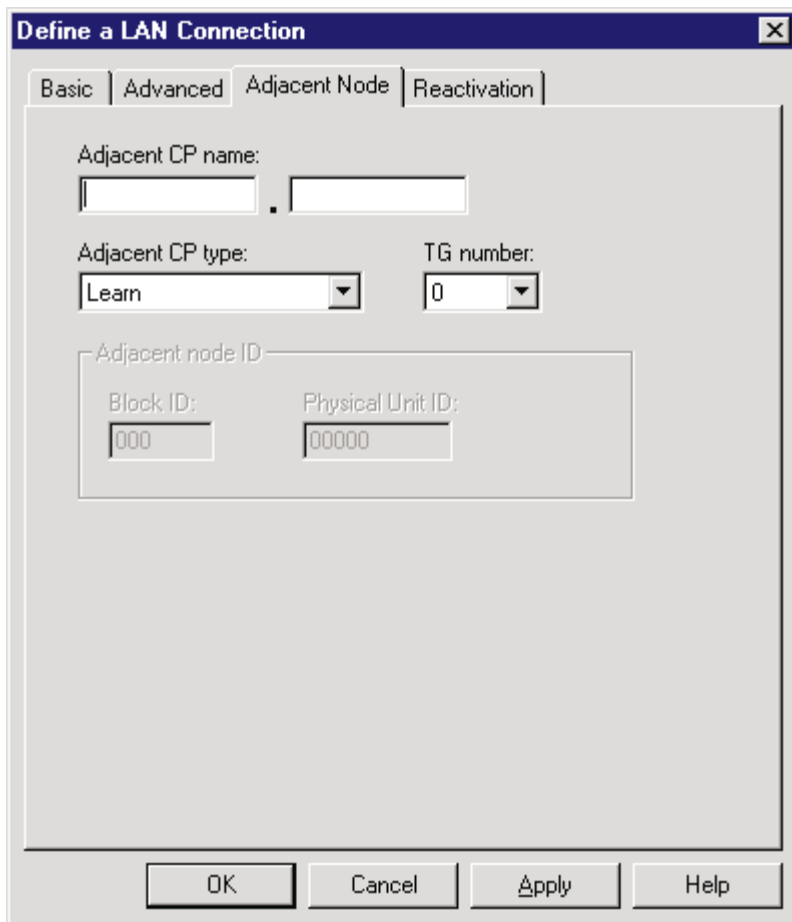 Define a LAN Connection
Basic Advanced Adjacent Node Reactivation
Adjacent CP name:
.
Adjacent CP type: TG number:
Learn 0
Adjacent node ID
Block ID: Physical Unit ID:
000 00000
OK Cancel Apply Help